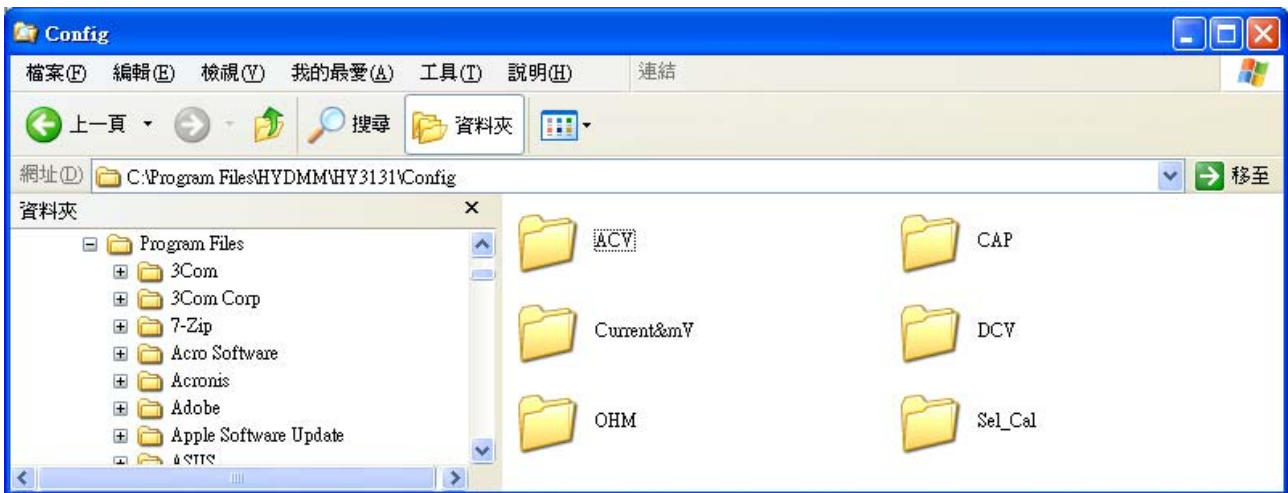 Config
檔案(F) 編輯(E) 檢視(V) 我的最愛(A) 工具(T) 說明(H) 連結
上一頁 搜尋 資料夾
網址(D) C:\Program Files\HYDMM\HY3131\Config 移至
資料夾
Program Files
3Com
3Com Corp
7-Zip
Acro Software
Acronis
Adobe
Apple Software Update
ASUS
ACV CAP
Current&mV DCV
OHM Sel_Cal